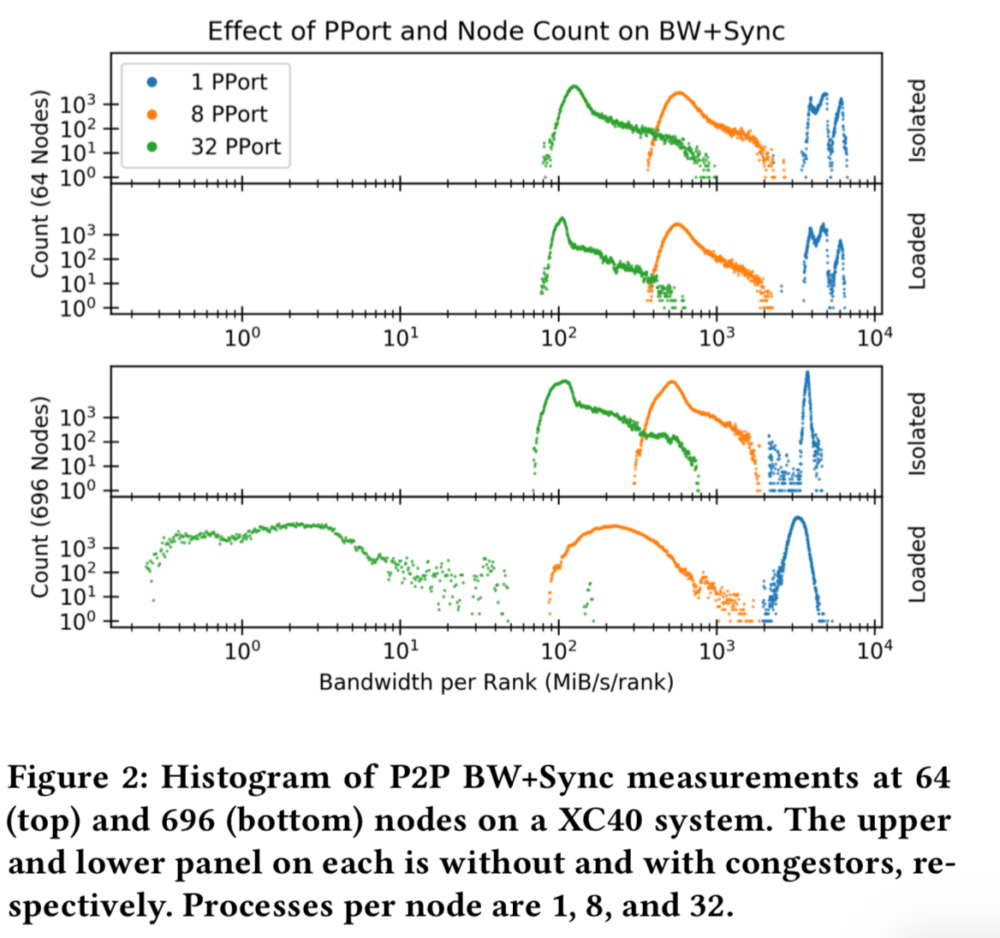 Effect of PPort and Node Count on BW+Sync
1 PPort
8 PPort
32 PPort
Count (64 Nodes)
10³
10²
10¹
10⁰
Isolated
10³
10²
10¹
10⁰
Loaded
10⁰ 10¹ 10² 10³ 10⁴
Count (696 Nodes)
10³
10²
10¹
10⁰
Isolated
10³
10²
10¹
10⁰
Loaded
10⁰ 10¹ 10² 10³ 10⁴
Bandwidth per Rank (MiB/s/rank)
Figure 2: Histogram of P2P BW+Sync measurements at 64
(top) and 696 (bottom) nodes on a XC40 system. The upper
and lower panel on each is without and with congestors, re-
spectively. Processes per node are 1, 8, and 32.